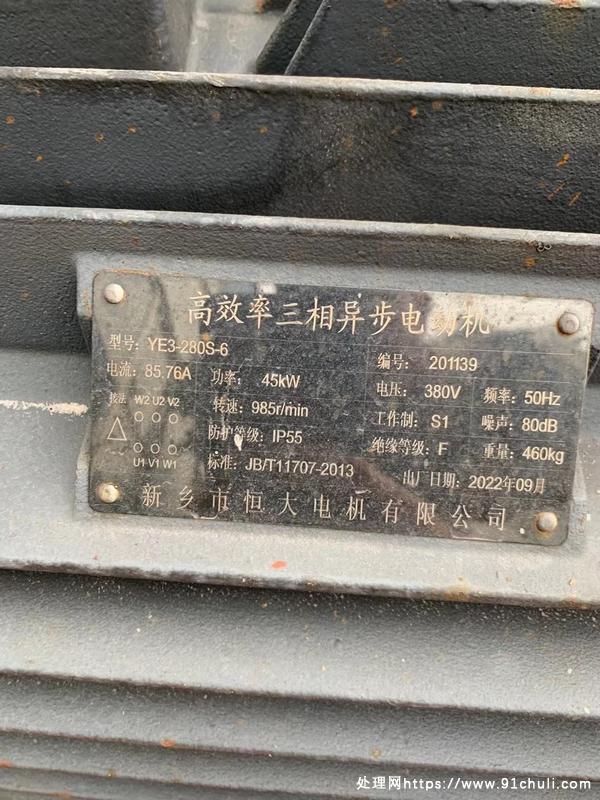 高效率三相异步电动机
型号: YE3-280S-6 编号: 201139
电流: 85.76A 功率: 45kW 电压: 380V 频率: 50Hz
接法 W2 U2 V2 转速: 985r/min 工作制: S1 噪声: 80dB
△ 防护等级: IP55 绝缘等级: F 重量: 460kg
U1 V1 W1 标准: JB/T11707-2013 出厂日期: 2022年09月
新乡市恒大电机有限公司
处理网https://www.91chuli.com/